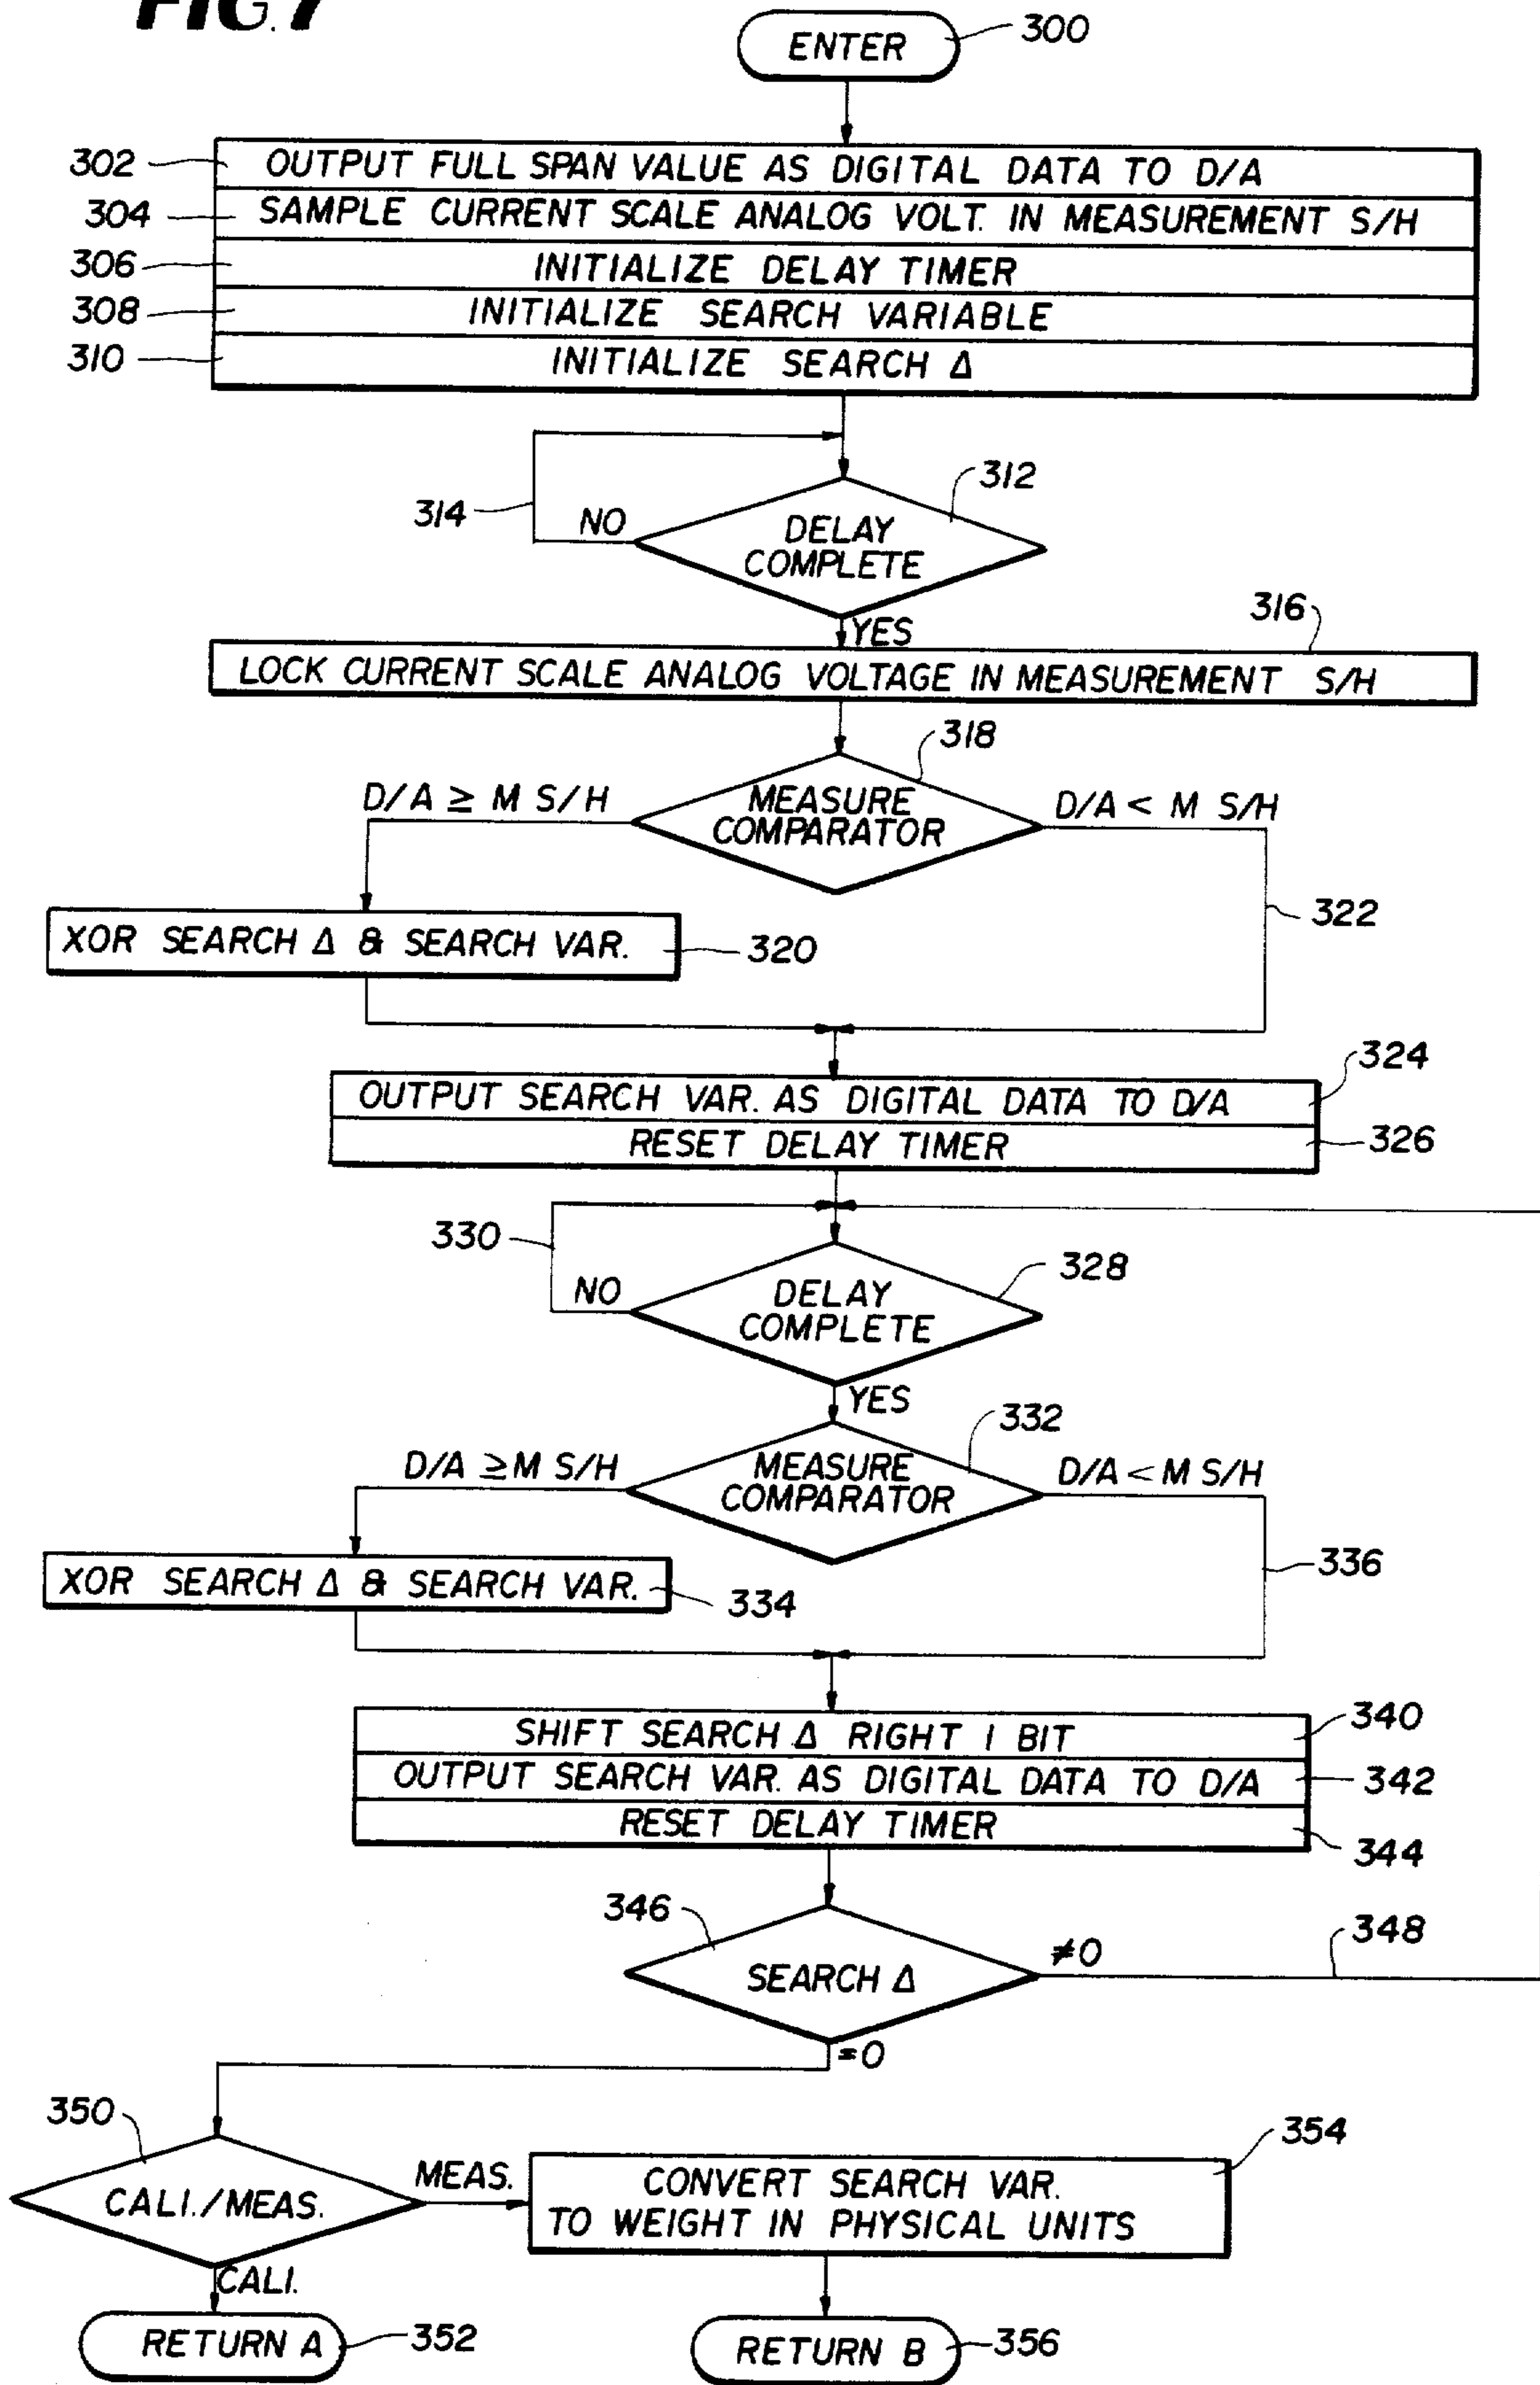 FIG. 7
ENTER
300
302
OUTPUT FULL SPAN VALUE AS DIGITAL DATA TO D/A
304
SAMPLE CURRENT SCALE ANALOG VOLT. IN MEASUREMENT S/H
306
INITIALIZE DELAY TIMER
308
INITIALIZE SEARCH VARIABLE
310
INITIALIZE SEARCH Δ
312
314
NO
DELAY
COMPLETE
YES
316
LOCK CURRENT SCALE ANALOG VOLTAGE IN MEASUREMENT S/H
318
D/A ≥ M S/H
MEASURE
COMPARATOR
D/A < M S/H
322
XOR SEARCH Δ & SEARCH VAR.
320
324
OUTPUT SEARCH VAR. AS DIGITAL DATA TO D/A
RESET DELAY TIMER
326
330
328
NO
DELAY
COMPLETE
YES
332
D/A ≥ M S/H
MEASURE
COMPARATOR
D/A < M S/H
336
XOR SEARCH Δ & SEARCH VAR.
334
SHIFT SEARCH Δ RIGHT 1 BIT
340
OUTPUT SEARCH VAR. AS DIGITAL DATA TO D/A
342
RESET DELAY TIMER
344
346
SEARCH Δ
≠0
348
=0
350
CALI./MEAS.
MEAS.
354
CONVERT SEARCH VAR.
TO WEIGHT IN PHYSICAL UNITS
CALI.
RETURN A
352
RETURN B
356